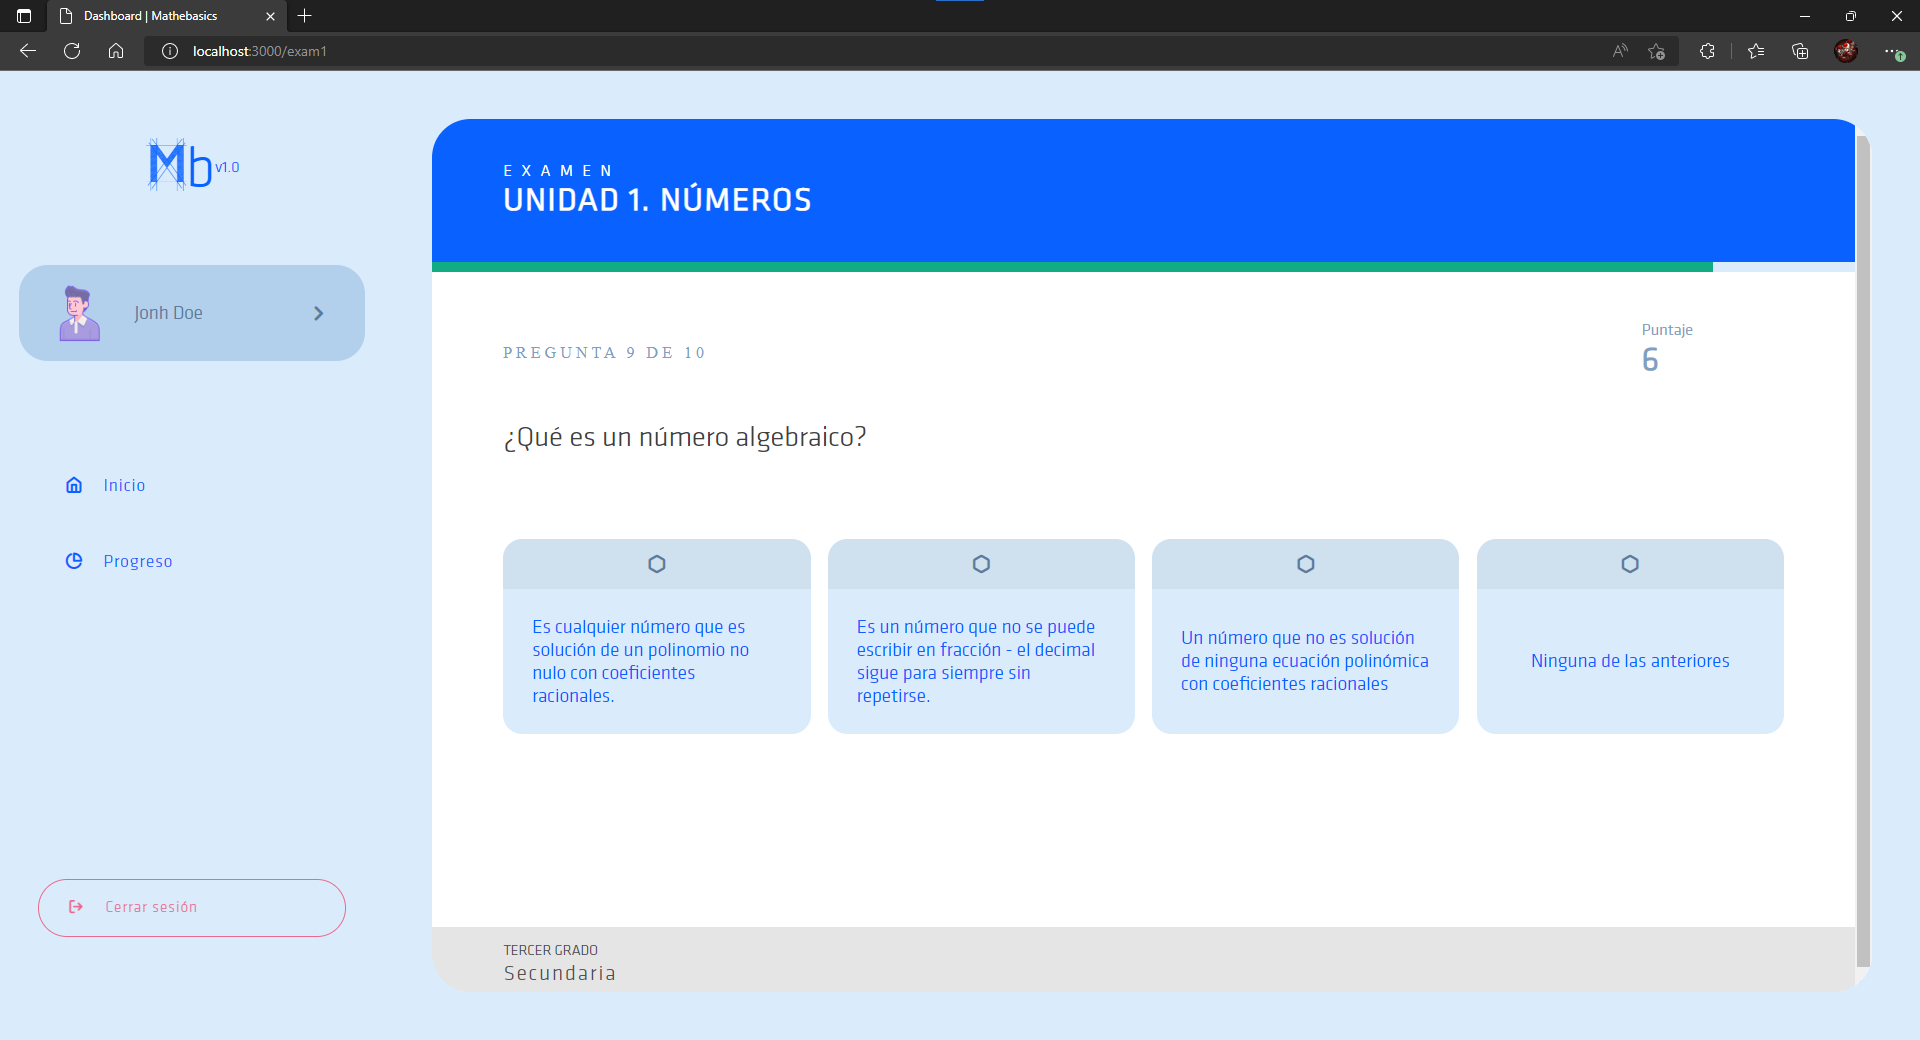 Dashboard | Mathebasics
localhost:3000/exam1
Mb v1.0
Jonh Doe
Inicio
Progreso
Cerrar sesión
EXAMEN
UNIDAD 1. NÚMEROS
PREGUNTA 9 DE 10
Puntaje
6
¿Qué es un número algebraico?
Es cualquier número que es
solución de un polinomio no
nulo con coeficientes
racionales.
Es un número que no se puede
escribir en fracción - el decimal
sigue para siempre sin
repetirse.
Un número que no es solución
de ninguna ecuación polinómica
con coeficientes racionales
Ninguna de las anteriores
TERCER GRADO
Secundaria